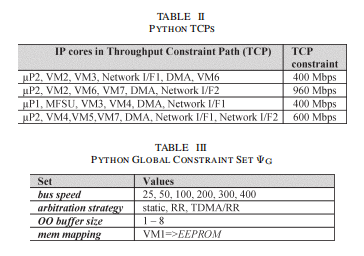 TABLE II
PYTHON TCPS
IP cores in Throughput Constraint Path (TCP) TCP constraint
µP2, VM2, VM3, Network I/F1, DMA, VM6 400 Mbps
µP2, VM2, VM6, VM7, DMA, Network I/F2 960 Mbps
µP1, MFSU, VM3, VM4, DMA, Network I/F1 400 Mbps
µP2, VM4,VM5,VM7, DMA, Network I/F1, Network I/F2 600 Mbps
TABLE III
PYTHON GLOBAL CONSTRAINT SET ΨG
Set Values
bus speed 25, 50, 100, 200, 300, 400
arbitration strategy static, RR, TDMA/RR
OO buffer size 1 – 8
mem mapping VM1=>EEPROM